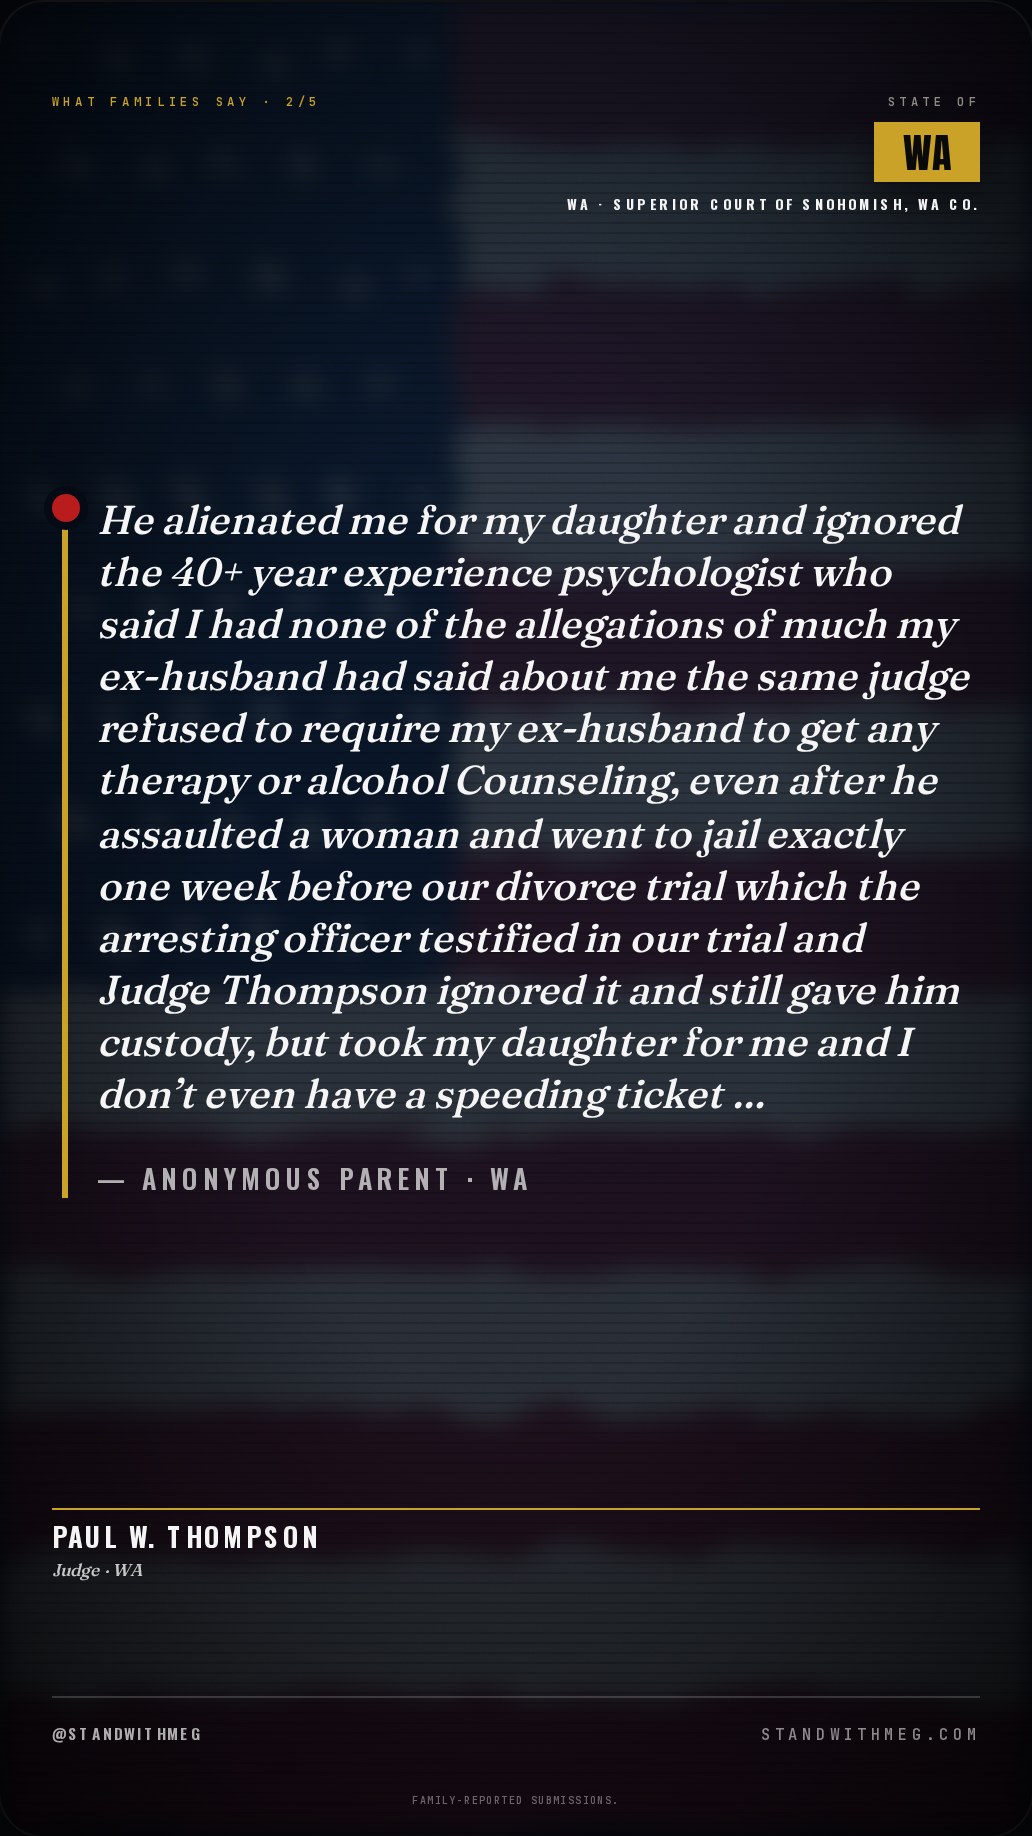 WHAT FAMILIES SAY · 2/5
STATE OF
WA
WA · SUPERIOR COURT OF SNOHOMISH, WA CO.
He alienated me for my daughter and ignored
the 40+ year experience psychologist who
said I had none of the allegations of much my
ex-husband had said about me the same judge
refused to require my ex-husband to get any
therapy or alcohol Counseling, even after he
assaulted a woman and went to jail exactly
one week before our divorce trial which the
arresting officer testified in our trial and
Judge Thompson ignored it and still gave him
custody, but took my daughter for me and I
don’t even have a speeding ticket ...
— ANONYMOUS PARENT · WA
PAUL W. THOMPSON
Judge · WA
@STANDWITHMEG
STANDWITHMEG.COM
FAMILY-REPORTED SUBMISSIONS.